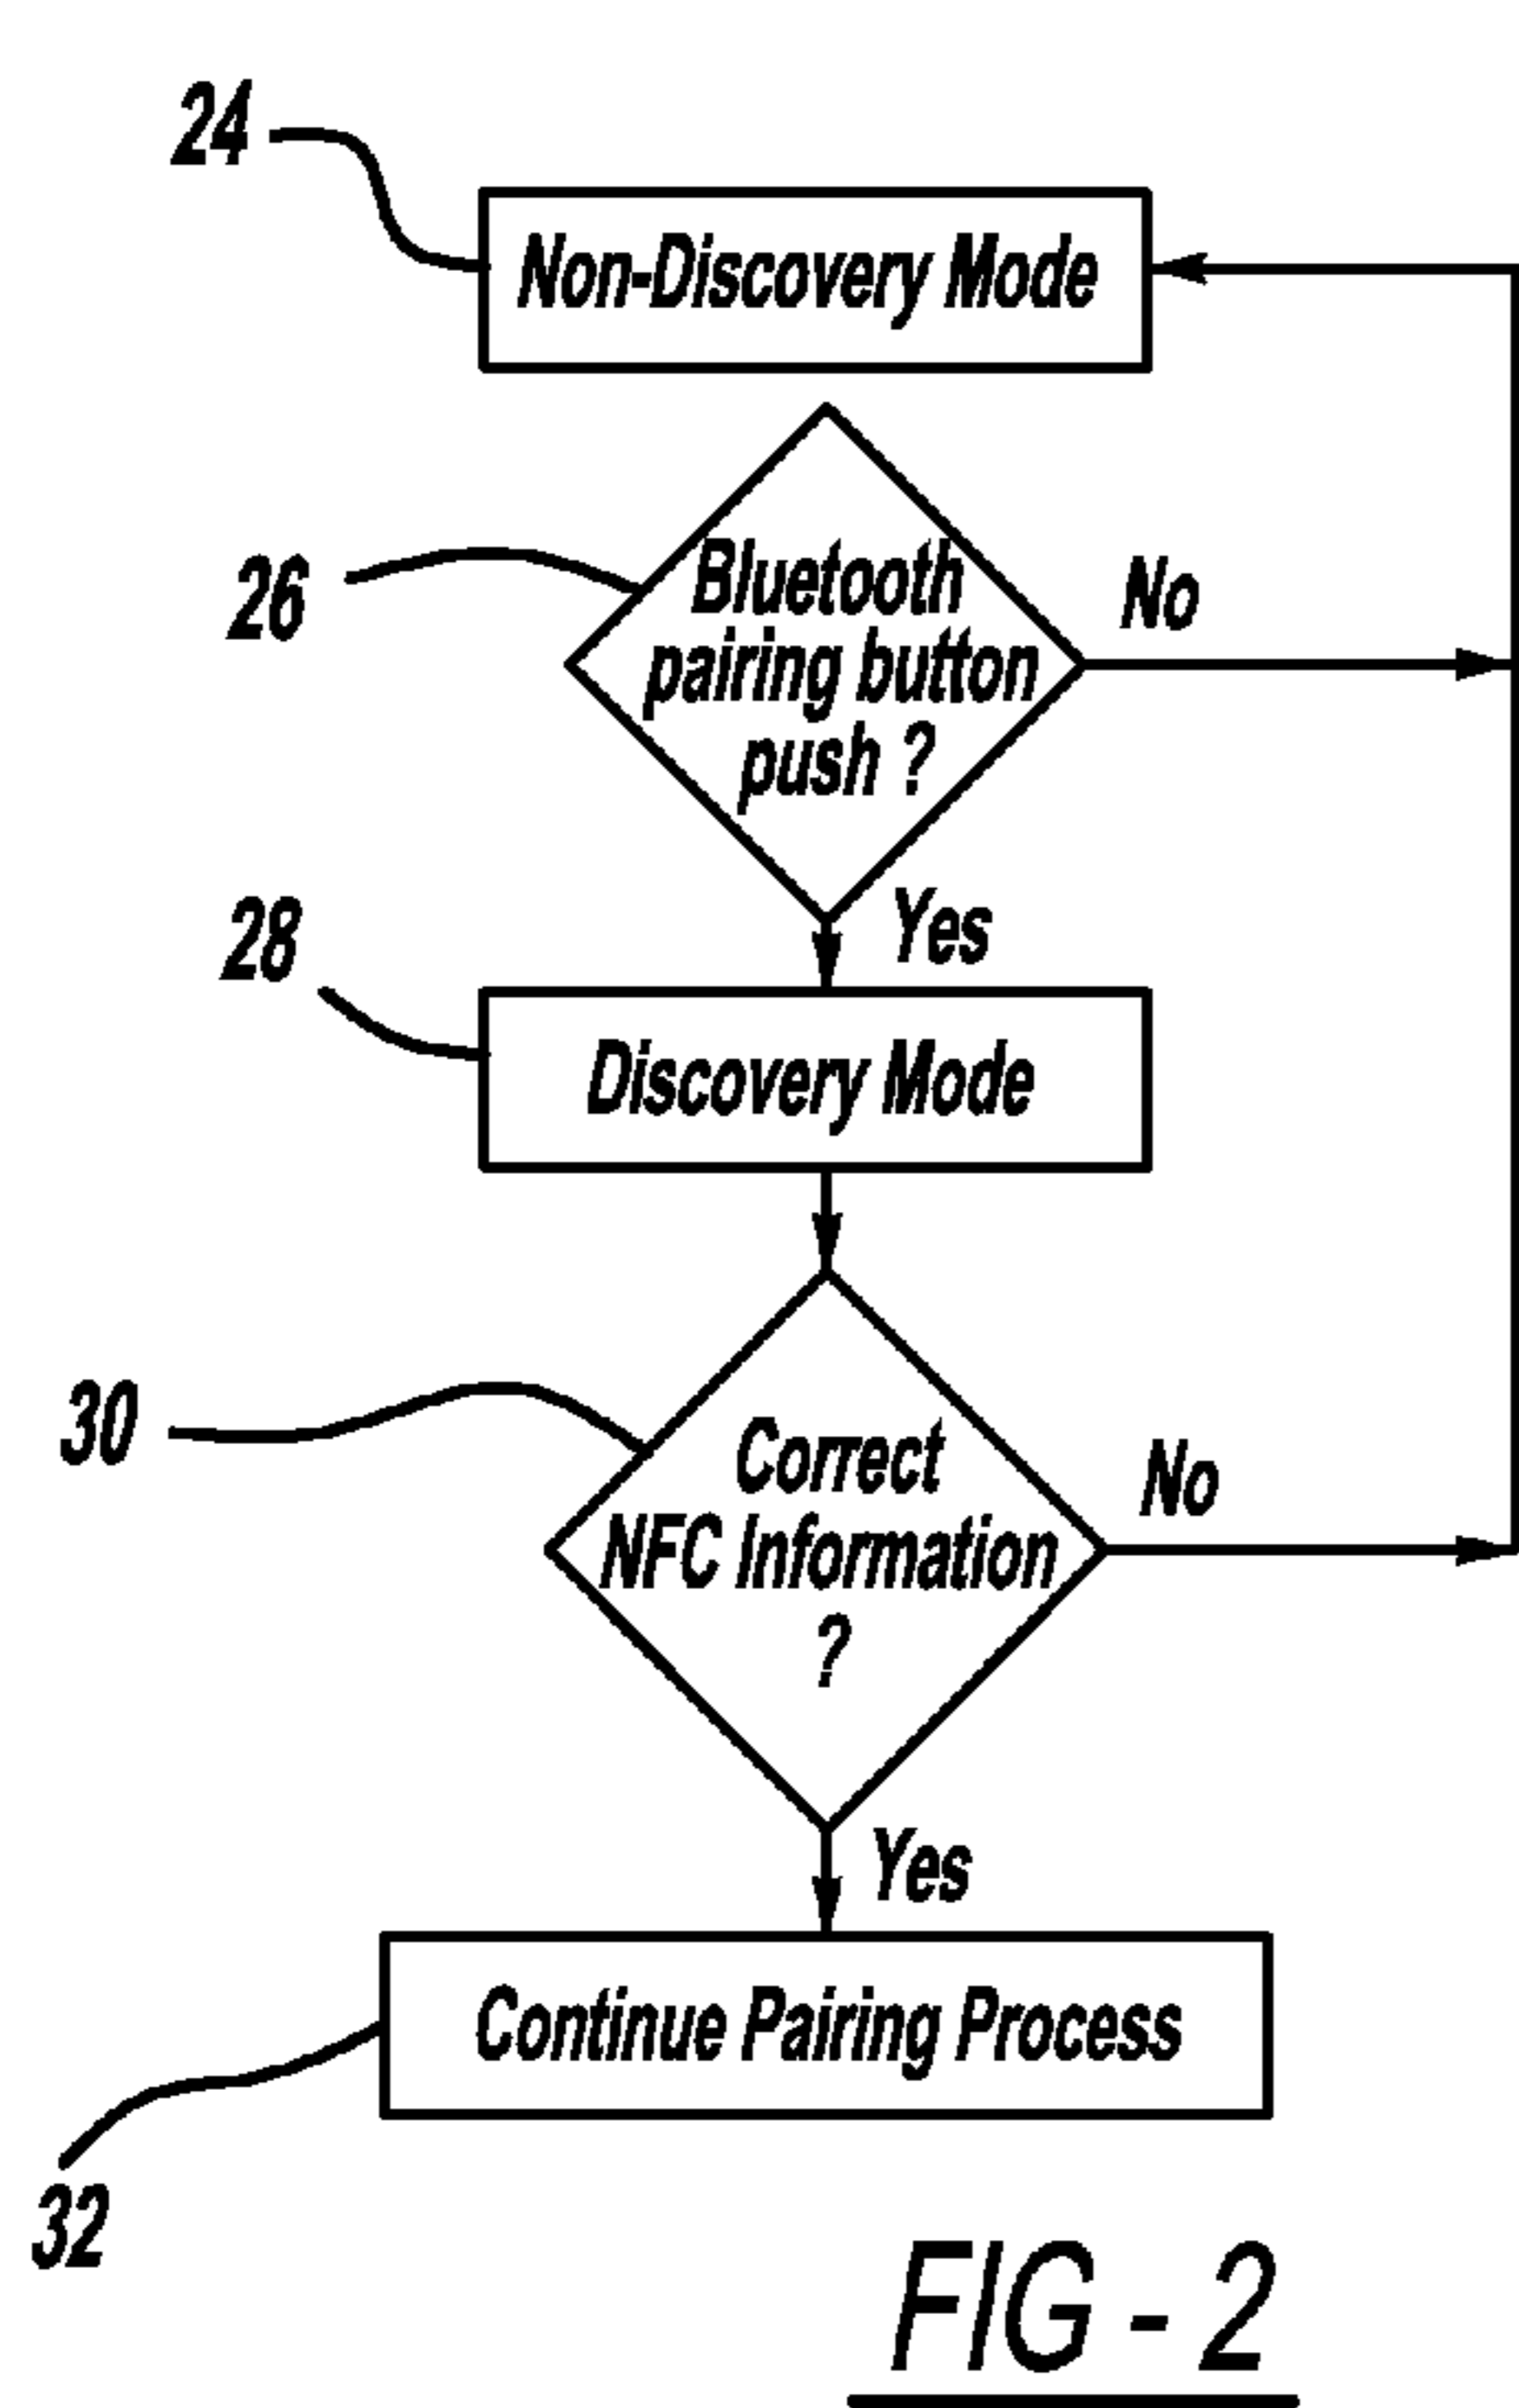 24
Non-Discovery Mode
26
Bluetooth
pairing button
push ?
No
Yes
28
Discovery Mode
30
Correct
NFC Information
?
No
Yes
Continue Pairing Process
32
FIG - 2